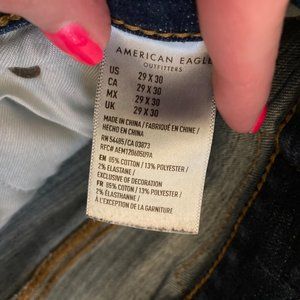 AMERICAN EAGLE
OUTFITTERS
US 29 X 30
CA 29 X 30
MX 29 X 30
UK 29 X 30
MADE IN CHINA / FABRIQUÉ EN CHINE /
HECHO EN CHINA
RN 54485 / CA 03873
RFC# AEMT206DSU9A
EN 85% COTTON / 13% POLYESTER /
2% ELASTANE /
EXCLUSIVE OF DECORATION
FR 85% COTON / 13% POLYESTER /
2% ÉLASTHANNE /
À L'EXCEPTION DE LA GARNITURE